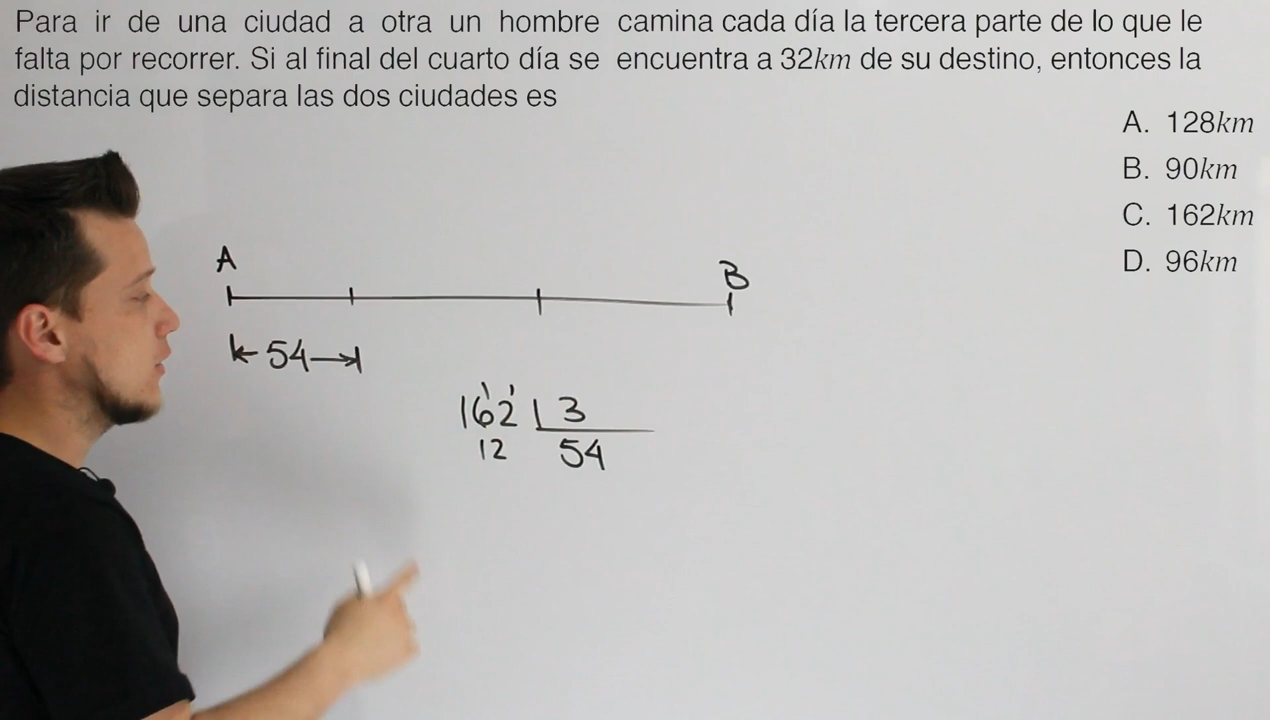 Para ir de una ciudad a otra un hombre camina cada día la tercera parte de lo que le
falta por recorrer. Si al final del cuarto día se encuentra a 32km de su destino, entonces la
distancia que separa las dos ciudades es
A. 128km
B. 90km
C. 162km
D. 96km
A
B
54
162 3
12 54